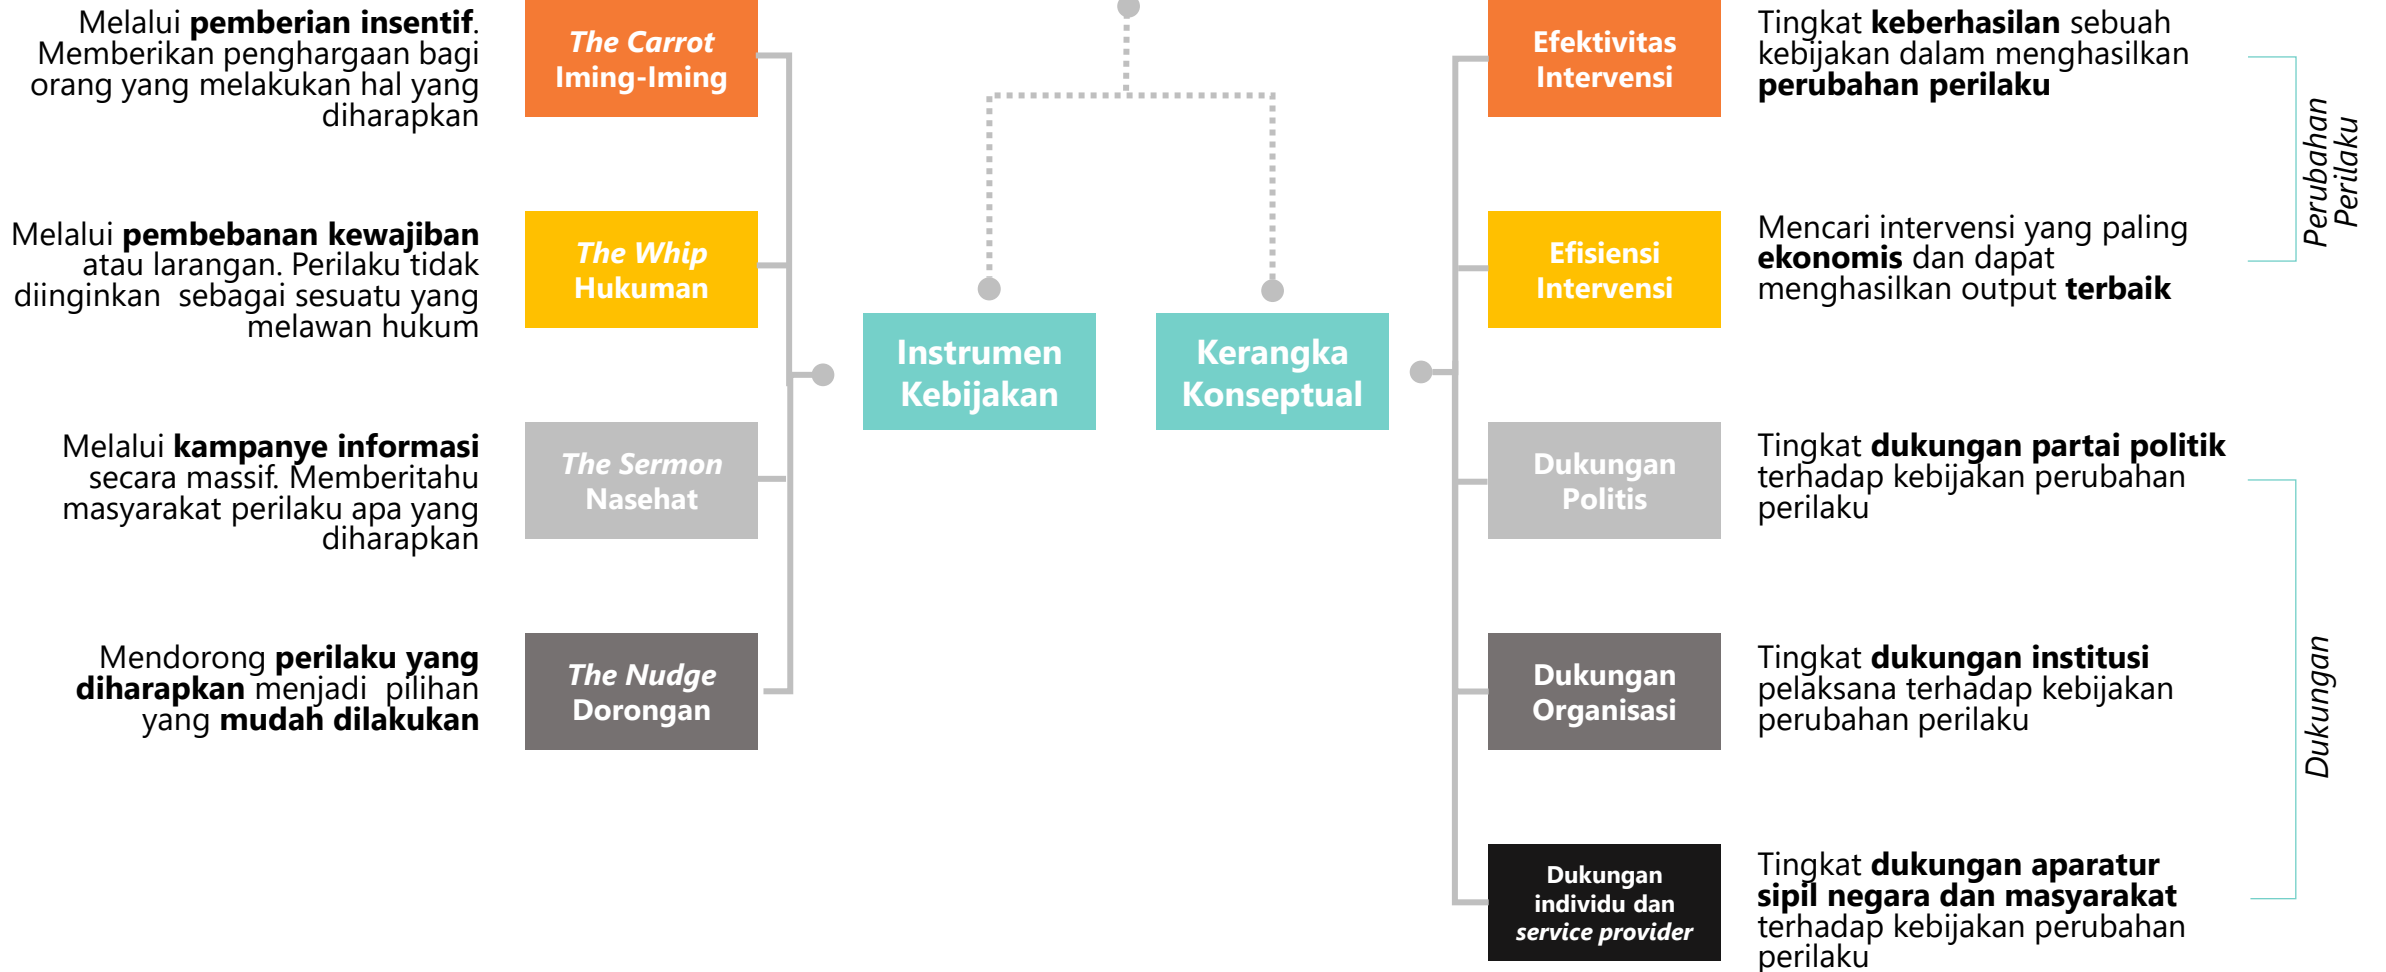 Melalui pemberian insentif.
Memberikan penghargaan bagi
orang yang melakukan hal yang
diharapkan
The Carrot
Iming-Iming
Melalui pembebanan kewajiban
atau larangan. Perilaku tidak
diinginkan  sebagai sesuatu yang
melawan hukum
The Whip
Hukuman
Melalui kampanye informasi
secara massif. Memberitahu
masyarakat perilaku apa yang
diharapkan
The Sermon
Nasehat
Mendorong perilaku yang
diharapkan menjadi  pilihan
yang mudah dilakukan
The Nudge
Dorongan
Instrumen
Kebijakan
Kerangka
Konseptual
Efektivitas
Intervensi
Tingkat keberhasilan sebuah
kebijakan dalam menghasilkan
perubahan perilaku
Efisiensi
Intervensi
Mencari intervensi yang paling
ekonomis dan dapat
menghasilkan output terbaik
Perubahan
Perilaku
Dukungan
Politis
Tingkat dukungan partai politik
terhadap kebijakan perubahan
perilaku
Dukungan
Organisasi
Tingkat dukungan institusi
pelaksana terhadap kebijakan
perubahan perilaku
Dukungan
individu dan
service provider
Tingkat dukungan aparatur
sipil negara dan masyarakat
terhadap kebijakan perubahan
perilaku
Dukungan